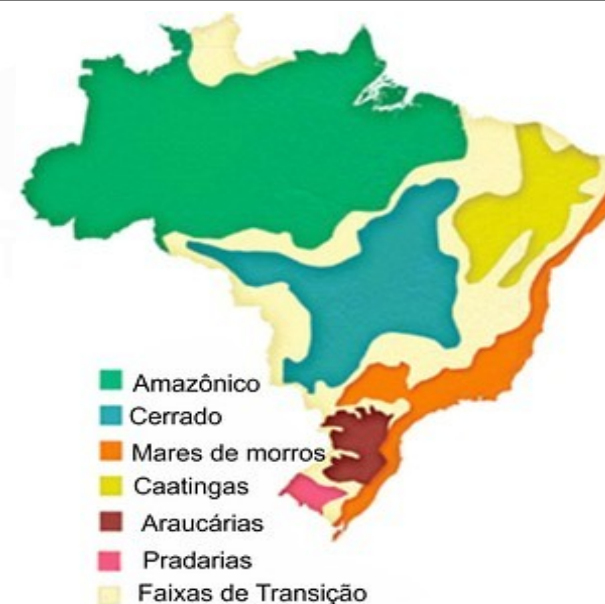 Amazônico
Cerrado
Mares de morros
Caatingas
Araucárias
Pradarias
Faixas de Transição